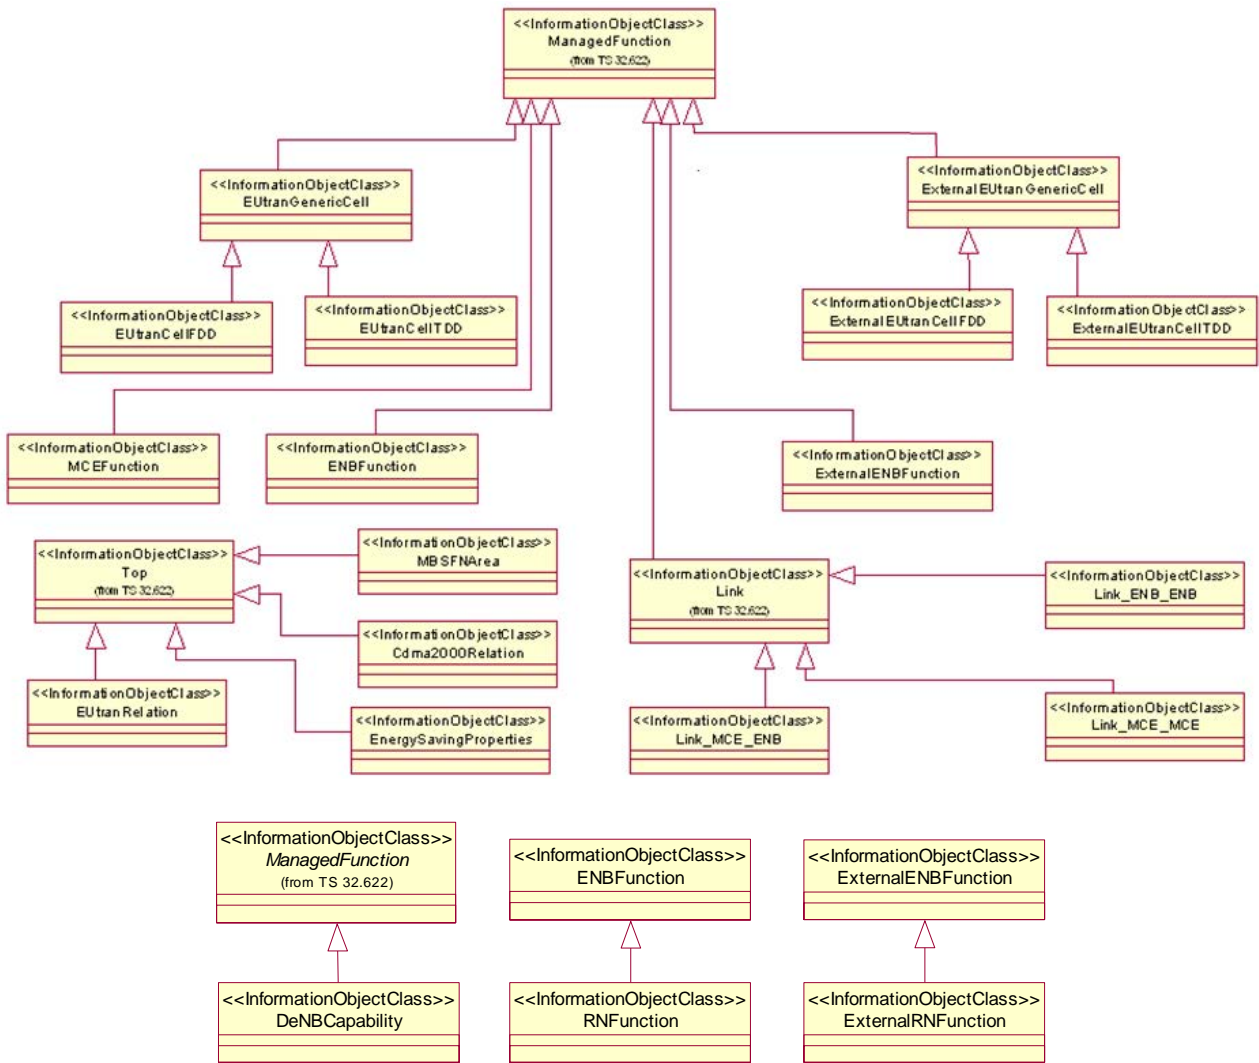 <<InformationObjectClass>>
ManagedFunction
(from TS 32.622)
<<InformationObjectClass>>
EUtranGenericCell
<<InformationObjectClass>>
ExternalEUtranGenericCell
<<InformationObjectClass>>
EUtranCellFDD
<<InformationObjectClass>>
EUtranCellTDD
<<InformationObjectClass>>
ExternalEUtranCellFDD
<<InformationObjectClass>>
ExternalEUtranCellTDD
<<InformationObjectClass>>
MCEFunction
<<InformationObjectClass>>
ENBFunction
<<InformationObjectClass>>
ExternalENBFunction
<<InformationObjectClass>>
Top
(from TS 32.622)
<<InformationObjectClass>>
MBSFNArea
<<InformationObjectClass>>
Link
(from TS 32.622)
<<InformationObjectClass>>
Link_ENB_ENB
<<InformationObjectClass>>
Cdma2000Relation
<<InformationObjectClass>>
EUtranRelation
<<InformationObjectClass>>
EnergySavingProperties
<<InformationObjectClass>>
Link_MCE_ENB
<<InformationObjectClass>>
Link_MCE_MCE
<<InformationObjectClass>>
ManagedFunction
(from TS 32.622)
<<InformationObjectClass>>
ENBFunction
<<InformationObjectClass>>
ExternalENBFunction
<<InformationObjectClass>>
DeNBCapability
<<InformationObjectClass>>
RNFunction
<<InformationObjectClass>>
ExternalRNFunction